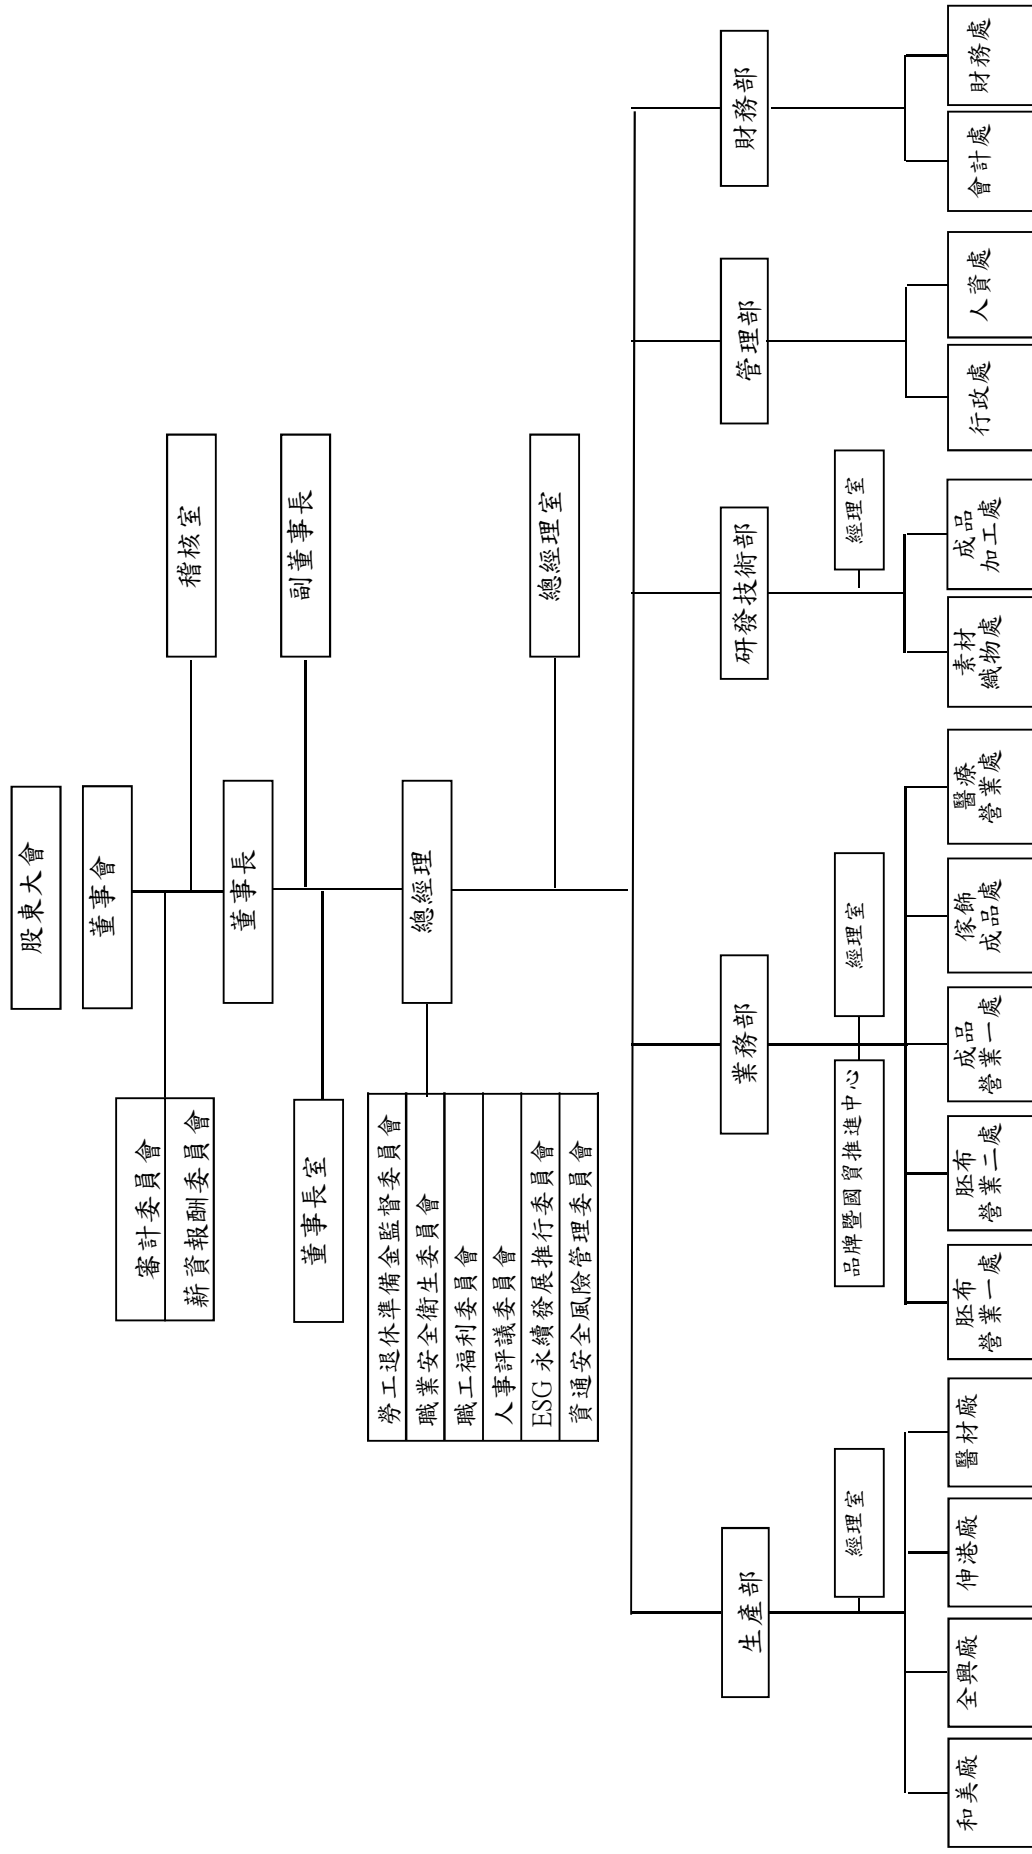 股東大會
董事會
審計委員會
薪資報酬委員會
稽核室
董事長
董事長室
副董事長
總經理
勞工退休準備金監督委員會
職業安全衛生委員會
職工福利委員會
人事評議委員會
ESG 永續發展推行委員會
資通安全風險管理委員會
總經理室
生產部
業務部
研發技術部
管理部
財務部
經理室
品牌暨國貿推進中心
經理室
經理室
和美廠
全興廠
伸港廠
醫材廠
胚布
營業一處
胚布
營業二處
成品
營業一處
傢飾
成品處
醫療
營業處
素材
織物處
成品
加工處
行政處
人資處
會計處
財務處